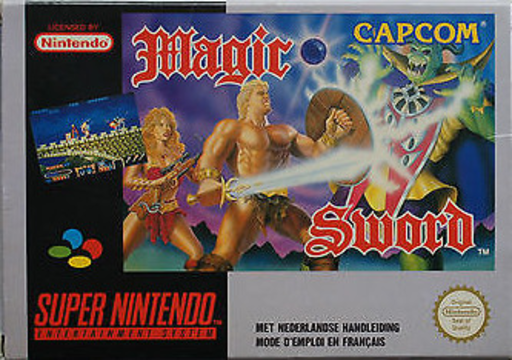 LICENSED BY
Nintendo
Magic
CAPCOM
Sword
TM
SUPER NINTENDO
ENTERTAINMENT SYSTEM
MET NEDERLANDSE HANDLEIDING
MODE D'EMPLOI EN FRANÇAIS
Original
Nintendo
Seal of
Quality